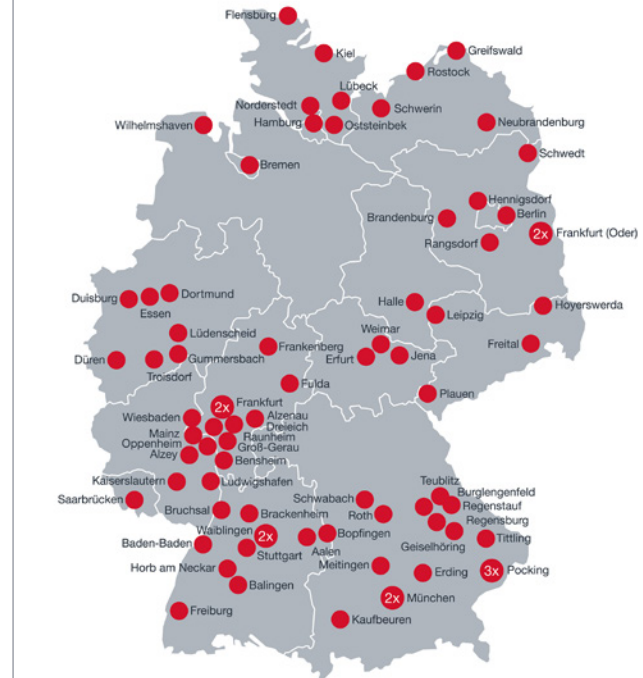 Flensburg
Kiel
Greifswald
Rostock
Lübeck
Norderstedt
Schwerin
Hamburg
Oststeinbek
Wilhelmshaven
Neubrandenburg
Schwedt
Bremen
Hennigsdorf
Brandenburg
Berlin
2x Frankfurt (Oder)
Rangsdorf
Duisburg
Dortmund
Essen
Halle
Hoyerswerda
Leipzig
Lüdenscheid
Weimar
Frankenberg
Freital
Düren
Gummersbach
Erfurt
Jena
Troisdorf
Fulda
Plauen
2x Frankfurt
Wiesbaden
Alzenau
Dreieich
Mainz
Raunheim
Oppenheim
Groß-Gerau
Alzey
Bensheim
Kaiserslautern
Ludwigshafen
Teublitz
Saarbrücken
Schwabach
Burglengenfeld
Regenstauf
Bruchsal
Brackenheim
Roth
Regensburg
Waiblingen 2x
Bopfingen
Geiselhöring
Tittling
Baden-Baden
Stuttgart
Aalen
Horb am Neckar
Meitingen
Erding
3x Pocking
Balingen
2x München
Freiburg
Kaufbeuren